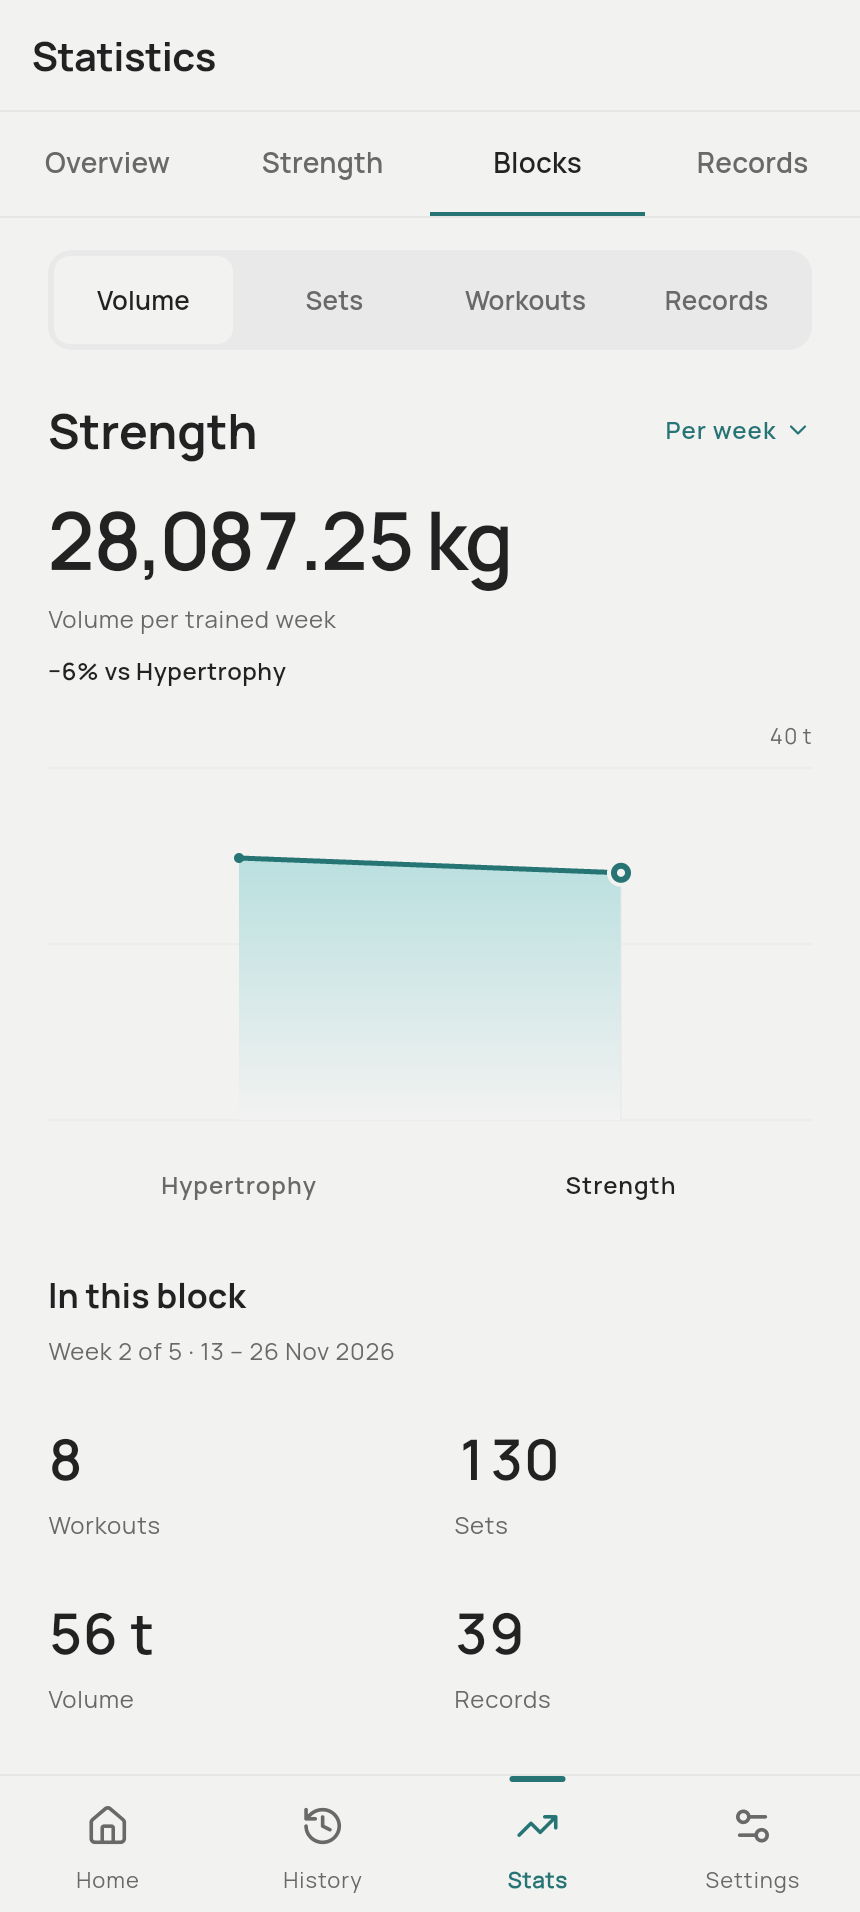 Statistics
Overview Strength Blocks Records
Volume Sets Workouts Records
Strength Per week
28,087.25 kg
Volume per trained week
−6% vs Hypertrophy
40 t
Hypertrophy Strength
In this block
Week 2 of 5 · 13 – 26 Nov 2026
8 130
Workouts Sets
56 t 39
Volume Records
Home History Stats Settings